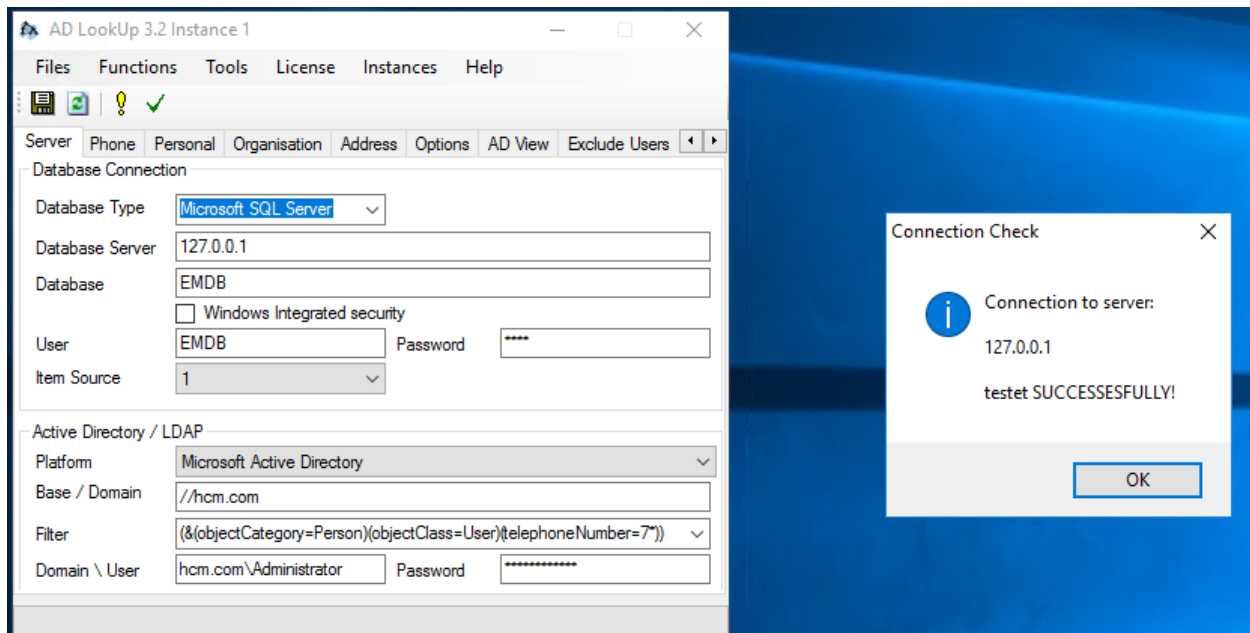 AD LookUp 3.2 Instance 1
Files Functions Tools License Instances Help
Server Phone Personal Organisation Address Options AD View Exclude Users
Database Connection
Database Type Microsoft SQL Server
Database Server 127.0.0.1
Database EMDB
Windows Integrated security
User EMDB Password ****
Item Source 1
Active Directory / LDAP
Platform Microsoft Active Directory
Base / Domain //hcm.com
Filter (&(objectCategory=Person)(objectClass=User)(telephoneNumber=7*))
Domain \ User hcm.com\Administrator Password ************
Connection Check
Connection to server:
127.0.0.1
testet SUCCESSESFULLY!
OK